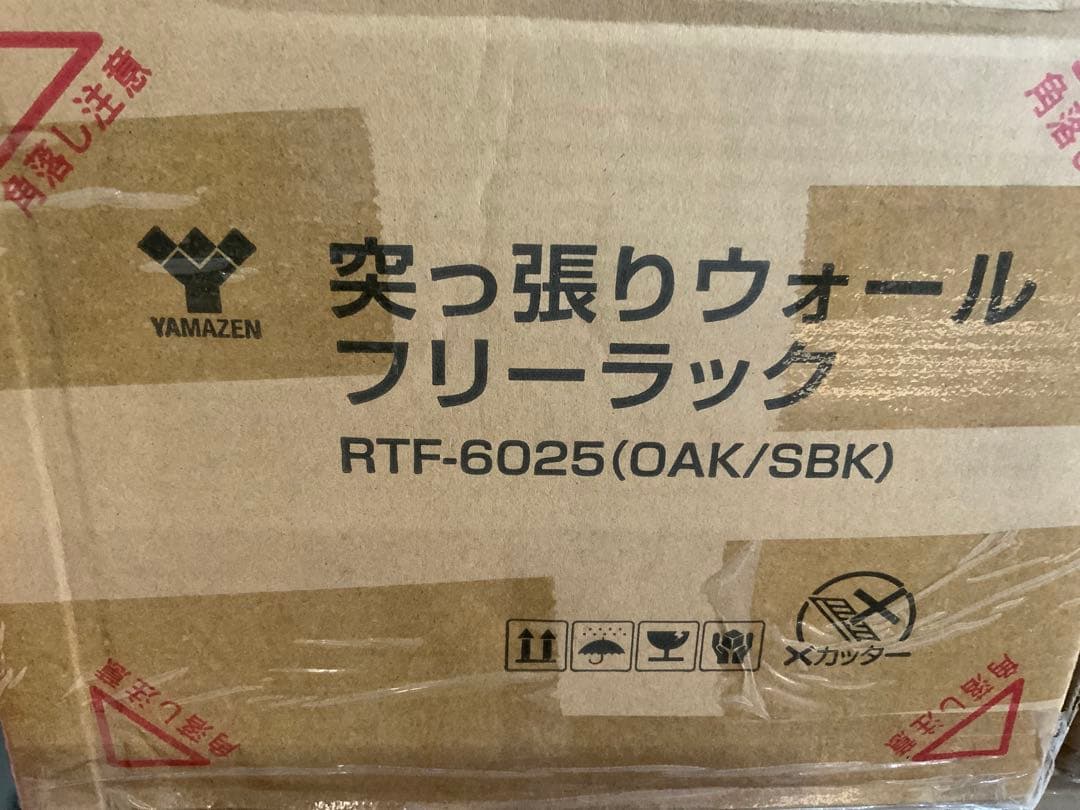 角落し注意
角落
YAMAZEN
突っ張りウォール
フリーラック
RTF-6025(OAK/SBK)
×カッター
角落し注意
角落し注意